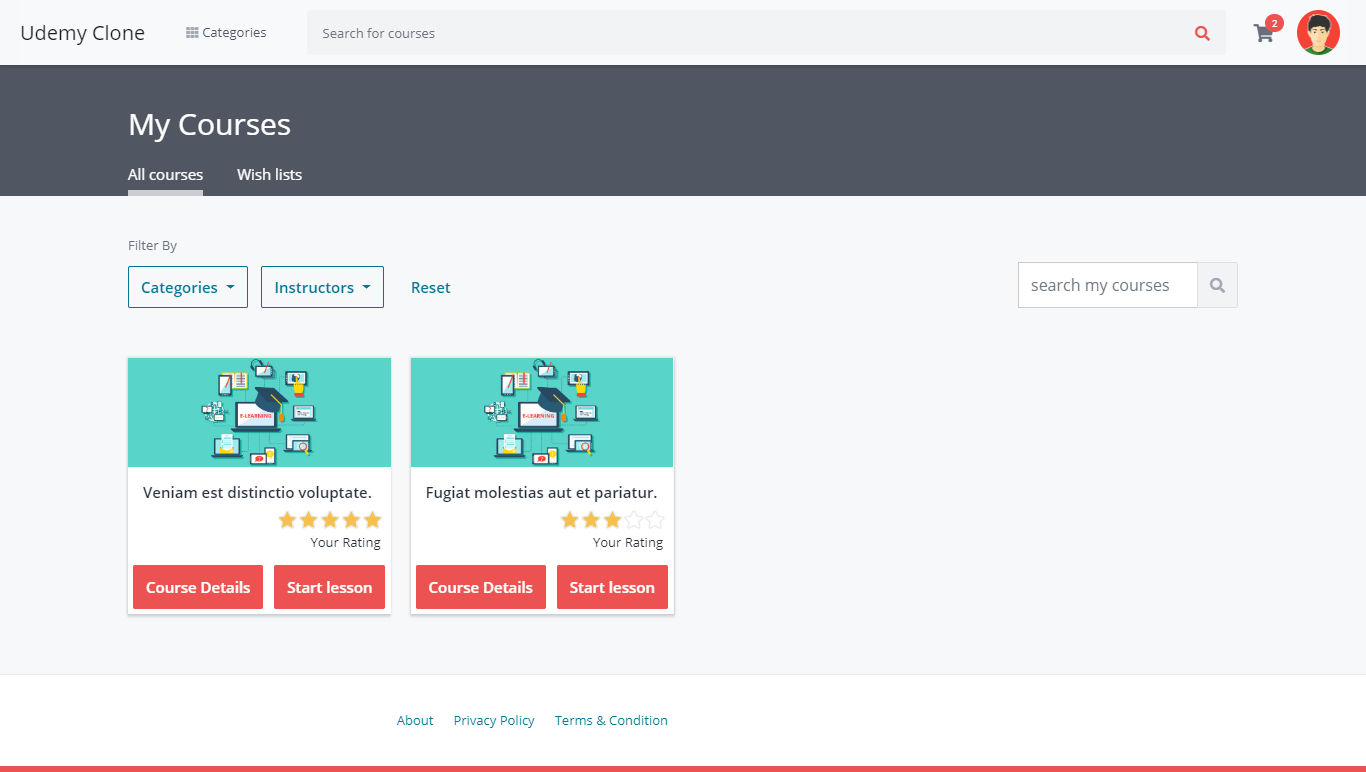 Udemy Clone
Categories
Search for courses
2
My Courses
All courses Wish lists
Filter By
Categories Instructors Reset
search my courses
E-LEARNING
E-LEARNING
Veniam est distinctio voluptate.
Your Rating
Course Details Start lesson
Fugiat molestias aut et pariatur.
Your Rating
Course Details Start lesson
About Privacy Policy Terms & Condition